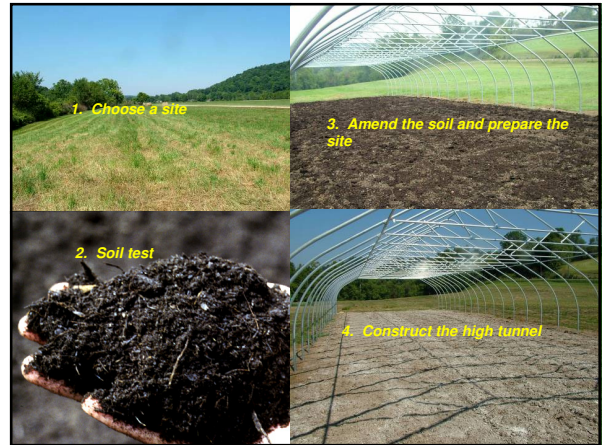 1. Choose a site
2. Soil test
3. Amend the soil and prepare the
site
4. Construct the high tunnel